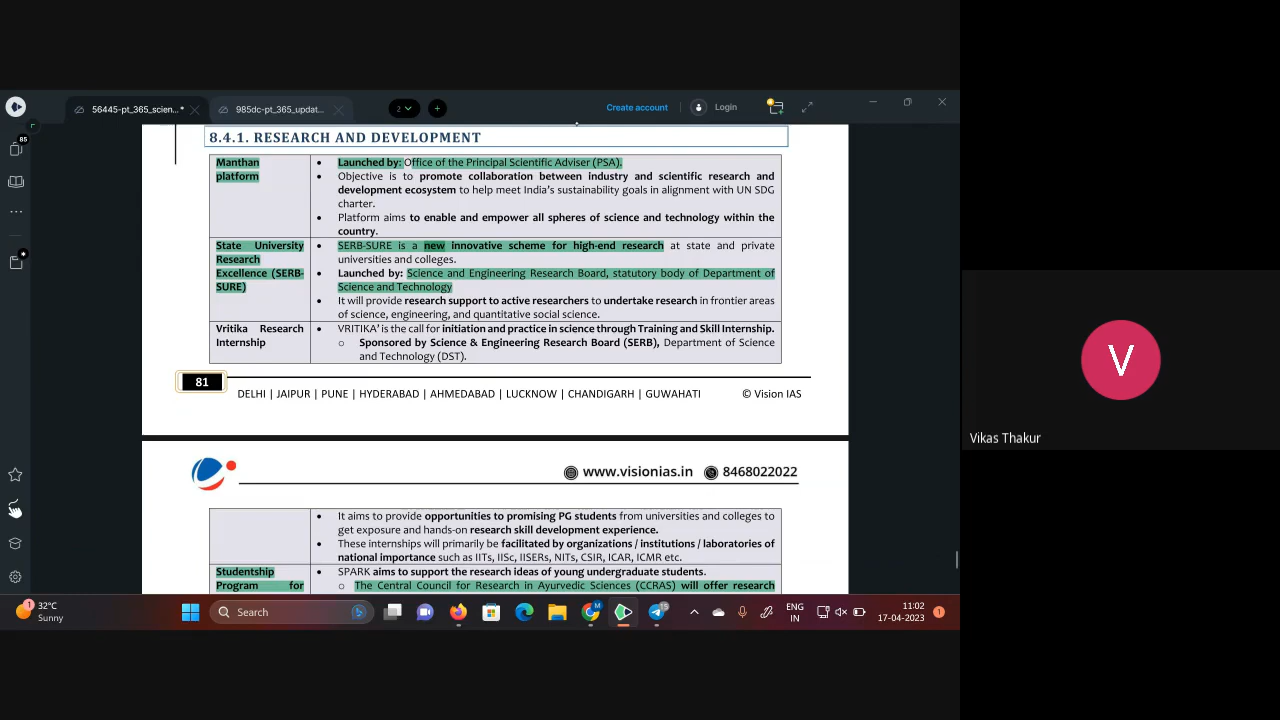 56445-pt_365_scien...*
985dc-pt_365_updat...
2
Create account
Login
85
8.4.1. RESEARCH AND DEVELOPMENT
Manthan platform
• Launched by: Office of the Principal Scientific Adviser (PSA).
• Objective is to promote collaboration between industry and scientific research and
development ecosystem to help meet India's sustainability goals in alignment with UN SDG
charter.
• Platform aims to enable and empower all spheres of science and technology within the
country.
State University
Research
Excellence (SERB-
SURE)
• SERB-SURE is a new innovative scheme for high-end research at state and private
universities and colleges.
• Launched by: Science and Engineering Research Board, statutory body of Department of
Science and Technology
• It will provide research support to active researchers to undertake research in frontier areas
of science, engineering, and quantitative social science.
Vritika Research
Internship
• VRITIKA' is the call for initiation and practice in science through Training and Skill Internship.
o Sponsored by Science & Engineering Research Board (SERB), Department of Science
and Technology (DST).
81
DELHI | JAIPUR | PUNE | HYDERABAD | AHMEDABAD | LUCKNOW | CHANDIGARH | GUWAHATI © Vision IAS
www.visionias.in 8468022022
• It aims to provide opportunities to promising PG students from universities and colleges to
get exposure and hands-on research skill development experience.
• These internships will primarily be facilitated by organizations / institutions / laboratories of
national importance such as IITs, IISc, IISERs, NITs, CSIR, ICAR, ICMR etc.
Studentship
Program for
• SPARK aims to support the research ideas of young undergraduate students.
o The Central Council for Research in Ayurvedic Sciences (CCRAS) will offer research
V
Vikas Thakur
1
32°C
Sunny
Search
15
ENG
IN
11:02
17-04-2023
1